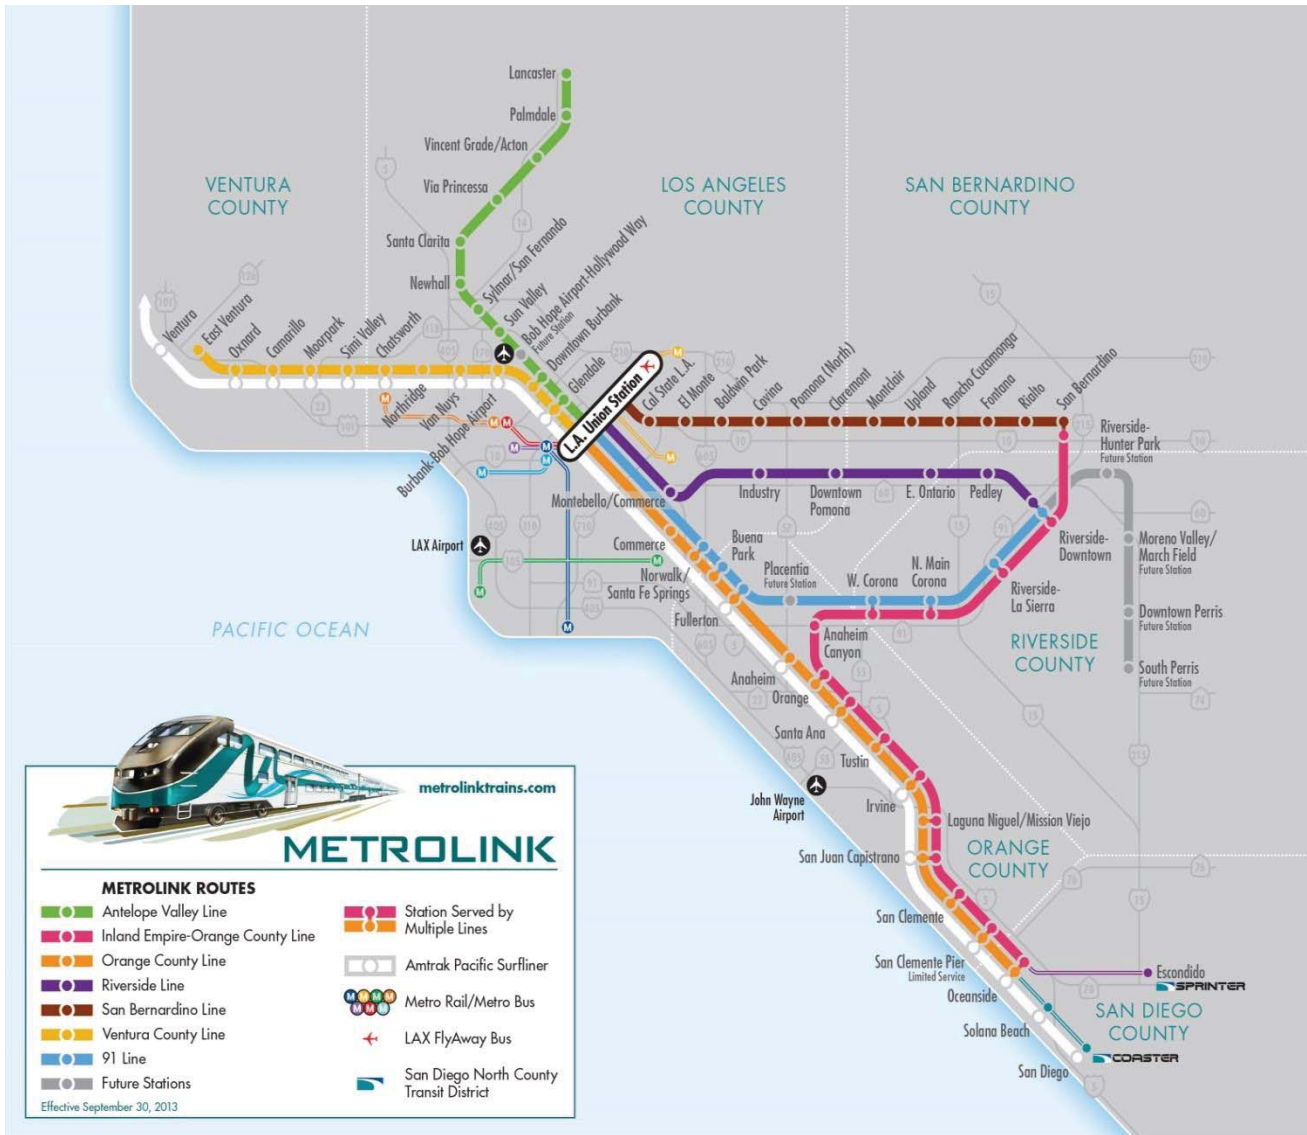 Lancaster
Palmdale
Vincent Grade/Acton
Via Princessa
Santa Clarita
Newhall
VENTURA
COUNTY
LOS ANGELES
COUNTY
SAN BERNARDINO
COUNTY
Sylmar/San Fernando
Sun Valley
Bob Hope Airport-Hollywood Way
Future Station
Downtown Burbank
Glendale
L.A. Union Station
Ventura
East Ventura
Oxnard
Camarillo
Moorpark
Simi Valley
Chatsworth
Northridge
Van Nuys
Burbank-Bob Hope Airport
Cal State L.A.
El Monte
Baldwin Park
Covina
Pomona (North)
Claremont
Montclair
Upland
Rancho Cucamonga
Fontana
Rialto
San Bernardino
Riverside-
Hunter Park
Future Station
Montebello/Commerce
Industry
Downtown
Pomona
E. Ontario
Pedley
Riverside-
Downtown
Moreno Valley/
March Field
Future Station
Downtown Perris
Future Station
South Perris
Future Station
LAX Airport
Commerce
Norwalk/
Santa Fe Springs
Buena
Park
Placentia
Future Station
W. Corona
N. Main
Corona
Riverside-
La Sierra
Fullerton
Anaheim
Canyon
RIVERSIDE
COUNTY
PACIFIC OCEAN
Anaheim
Orange
Santa Ana
Tustin
John Wayne
Airport
Irvine
Laguna Niguel/Mission Viejo
ORANGE
COUNTY
San Juan Capistrano
San Clemente
San Clemente Pier
Limited Service
Oceanside
Solana Beach
San Diego
Escondido
SPRINTER
SAN DIEGO
COUNTY
COASTER
metrolinktrains.com
METROLINK
METROLINK ROUTES
Antelope Valley Line
Inland Empire-Orange County Line
Orange County Line
Riverside Line
San Bernardino Line
Ventura County Line
91 Line
Future Stations
Effective September 30, 2013
Station Served by
Multiple Lines
Amtrak Pacific Surfliner
Metro Rail/Metro Bus
LAX FlyAway Bus
San Diego North County
Transit District